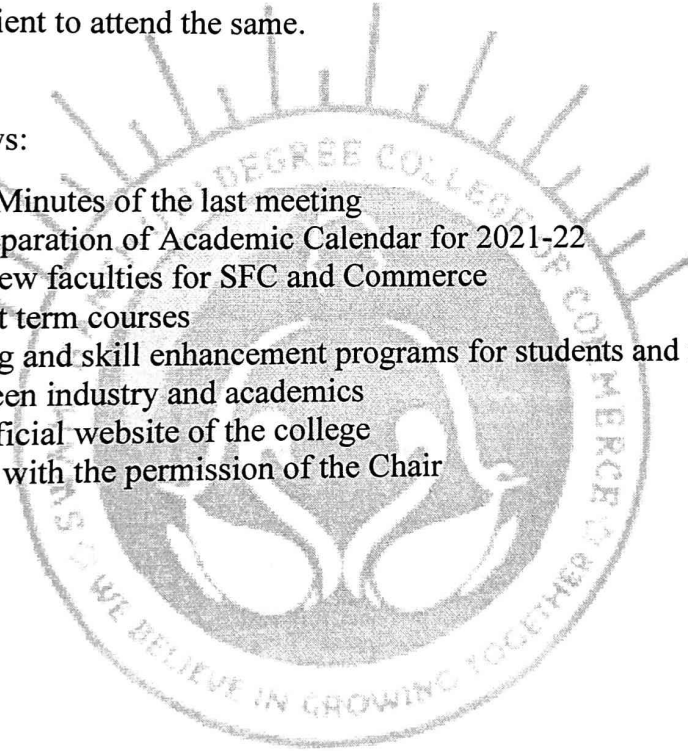 ient to attend the same.
s:
Minutes of the last meeting
paration of Academic Calendar for 2021-22
ew faculties for SFC and Commerce
t term courses
g and skill enhancement programs for students and
een industry and academics
ficial website of the college
with the permission of the Chair
DEGREE COLLEGE OF COMMERCE
WE BELIEVE IN GROWING TOGETHER